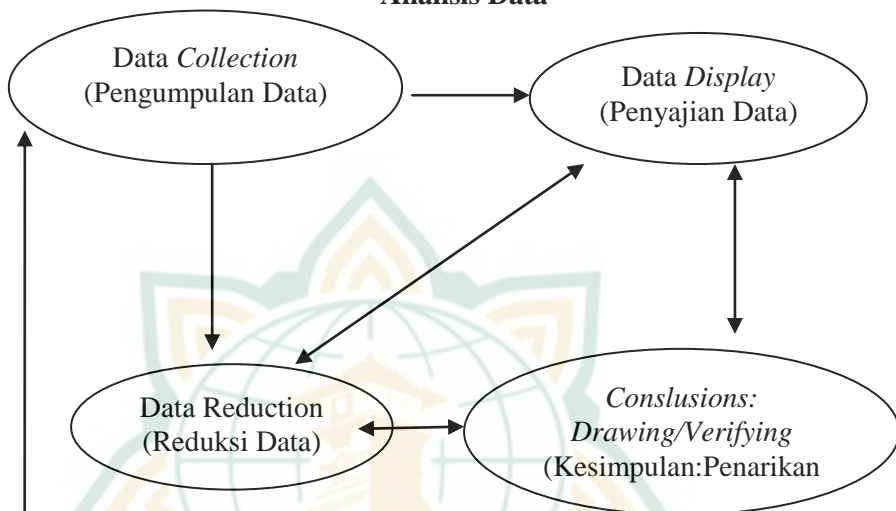 Analisis Data
Data Collection
(Pengumpulan Data)
Data Display
(Penyajian Data)
Data Reduction
(Reduksi Data)
Conslusions:
Drawing/Verifying
(Kesimpulan:Penarikan